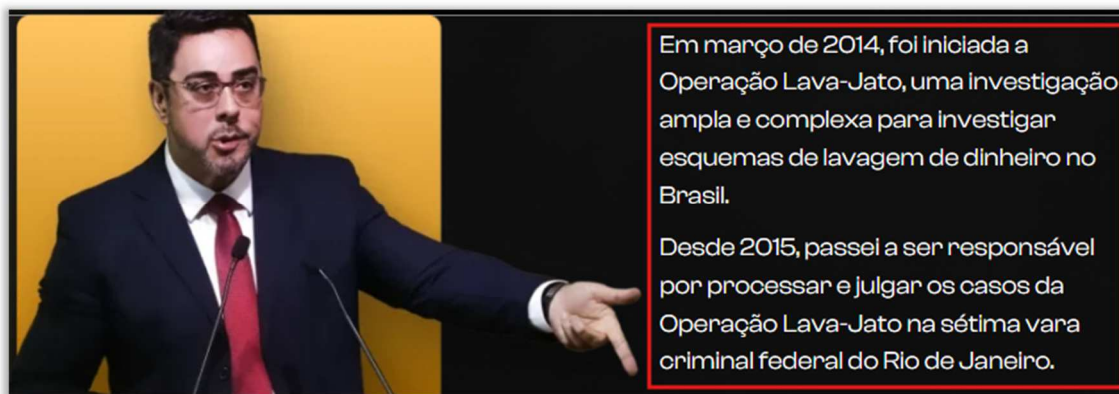 Em março de 2014, foi iniciada a
Operação Lava-Jato, uma investigação
ampla e complexa para investigar
esquemas de lavagem de dinheiro no
Brasil.
Desde 2015, passei a ser responsável
por processar e julgar os casos da
Operação Lava-Jato na sétima vara
criminal federal do Rio de Janeiro.